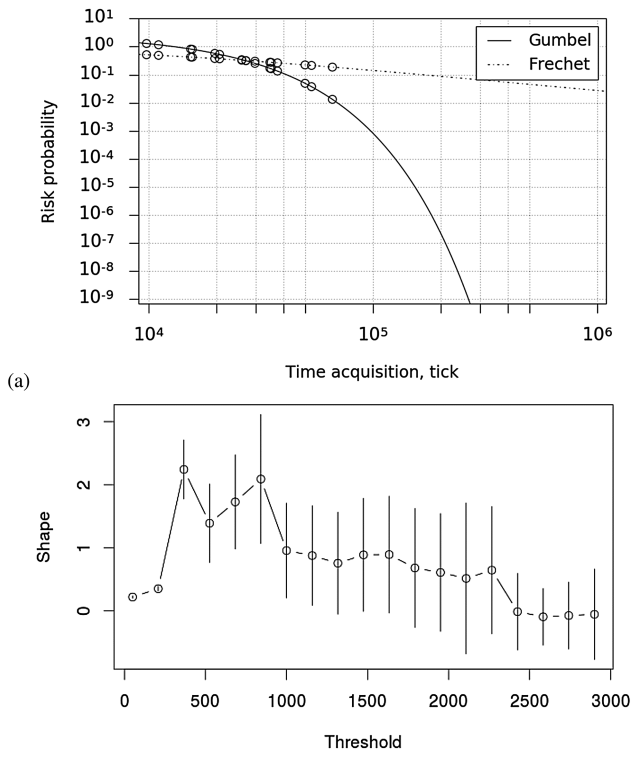 10¹
10⁰
10⁻¹
10⁻²
10⁻³
10⁻⁴
10⁻⁵
10⁻⁶
10⁻⁷
10⁻⁸
10⁻⁹
Risk probability
Gumbel
Frechet
10⁴ 10⁵ 10⁶
Time acquisition, tick
(a)
3
2
1
0
Shape
0 500 1000 1500 2000 2500 3000
Threshold